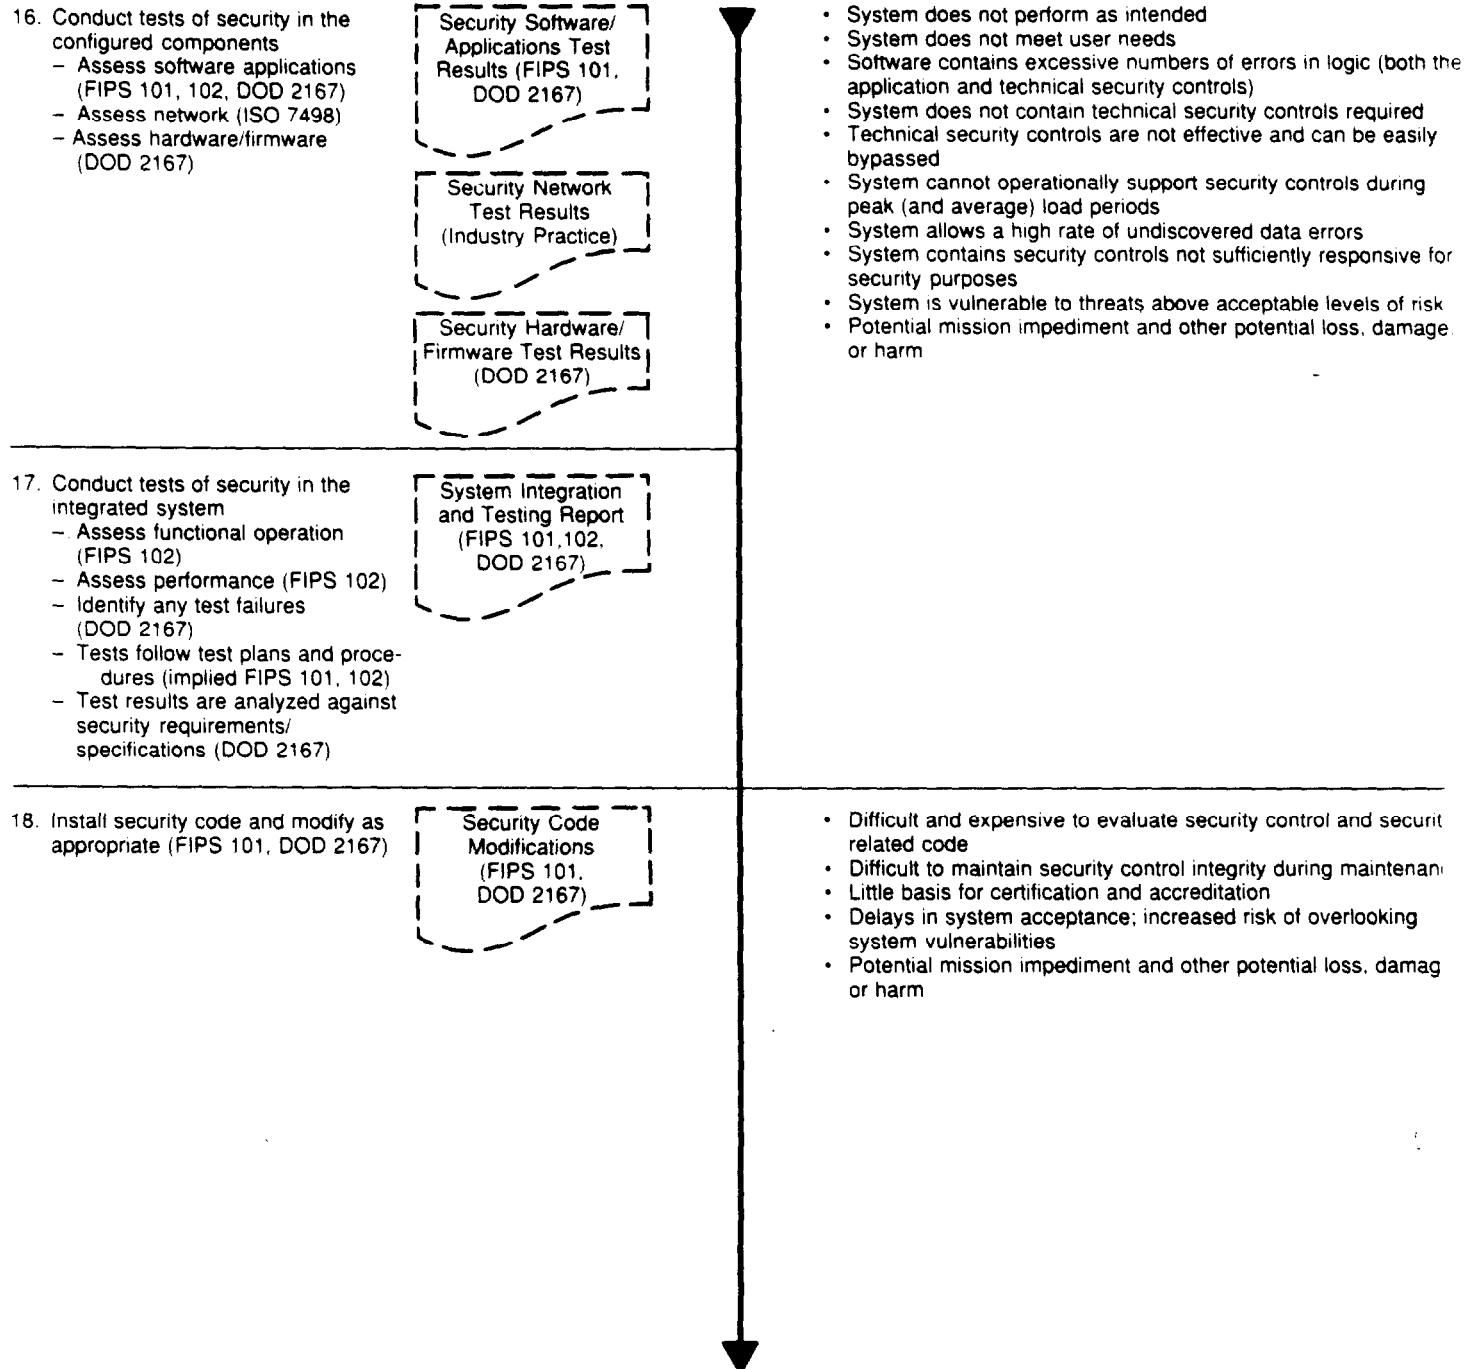 16. Conduct tests of security in the
configured components
– Assess software applications
(FIPS 101, 102, DOD 2167)
– Assess network (ISO 7498)
– Assess hardware/firmware
(DOD 2167)
Security Software/
Applications Test
Results (FIPS 101,
DOD 2167)
Security Network
Test Results
(Industry Practice)
Security Hardware/
Firmware Test Results
(DOD 2167)
• System does not perform as intended
• System does not meet user needs
• Software contains excessive numbers of errors in logic (both the
application and technical security controls)
• System does not contain technical security controls required
• Technical security controls are not effective and can be easily
bypassed
• System cannot operationally support security controls during
peak (and average) load periods
• System allows a high rate of undiscovered data errors
• System contains security controls not sufficiently responsive for
security purposes
• System is vulnerable to threats above acceptable levels of risk
• Potential mission impediment and other potential loss, damage,
or harm
17. Conduct tests of security in the
integrated system
– Assess functional operation
(FIPS 102)
– Assess performance (FIPS 102)
– Identify any test failures
(DOD 2167)
– Tests follow test plans and proce-
dures (implied FIPS 101, 102)
– Test results are analyzed against
security requirements/
specifications (DOD 2167)
System Integration
and Testing Report
(FIPS 101,102,
DOD 2167)
18. Install security code and modify as
appropriate (FIPS 101, DOD 2167)
Security Code
Modifications
(FIPS 101,
DOD 2167)
• Difficult and expensive to evaluate security control and securit
related code
• Difficult to maintain security control integrity during maintenan
• Little basis for certification and accreditation
• Delays in system acceptance; increased risk of overlooking
system vulnerabilities
• Potential mission impediment and other potential loss, damag
or harm